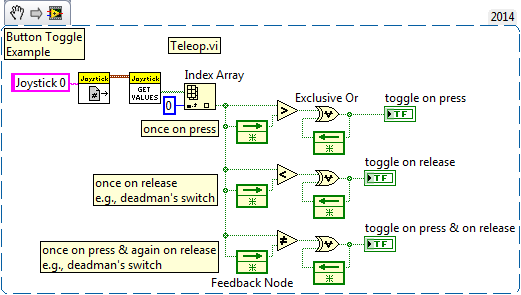 2014
Button Toggle
Example
Teleop.vi
Joystick 0
Joystick
Joystick
GET
VALUES
Index Array
0
Exclusive Or
toggle on press
TF
once on press
toggle on release
TF
once on release
e.g., deadman's switch
toggle on press & on release
TF
once on press & again on release
e.g., deadman's switch
Feedback Node